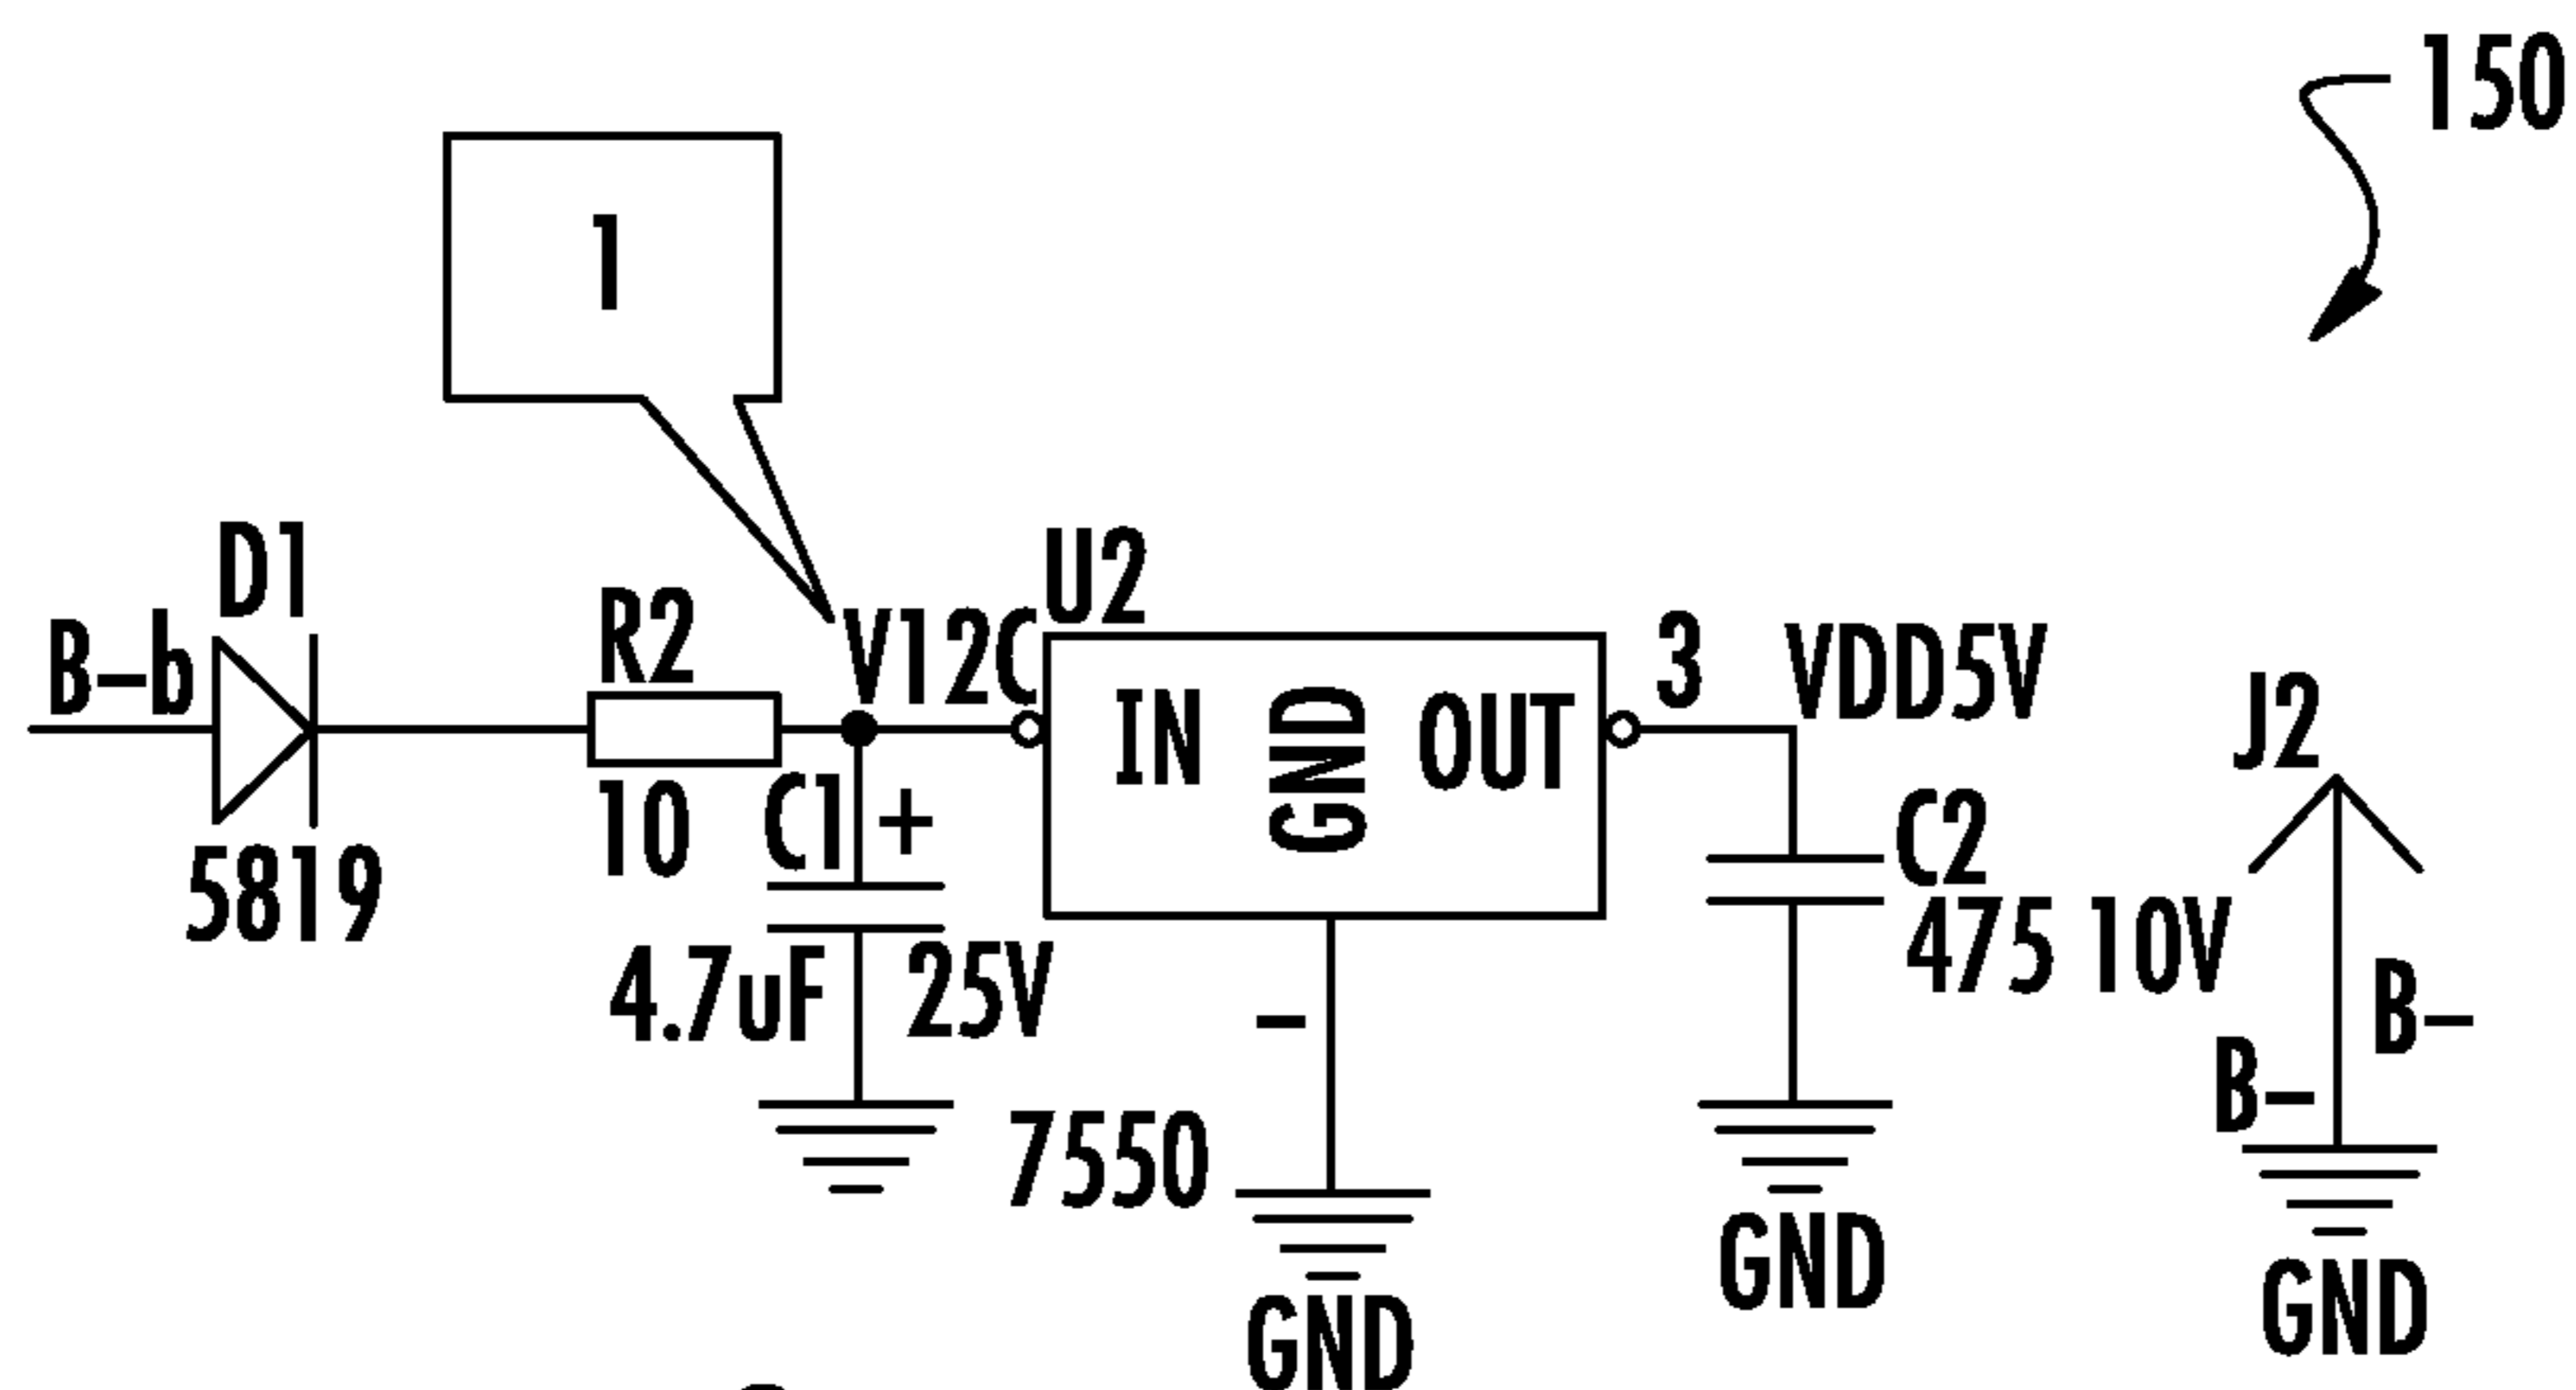 150
1
D1
B-b
5819
R2
10
V12C
C1 +
4.7uF 25V
U2
IN
GND
OUT
3
VDD5V
-
7550
GND
C2
475 10V
GND
J2
B-
B-
GND